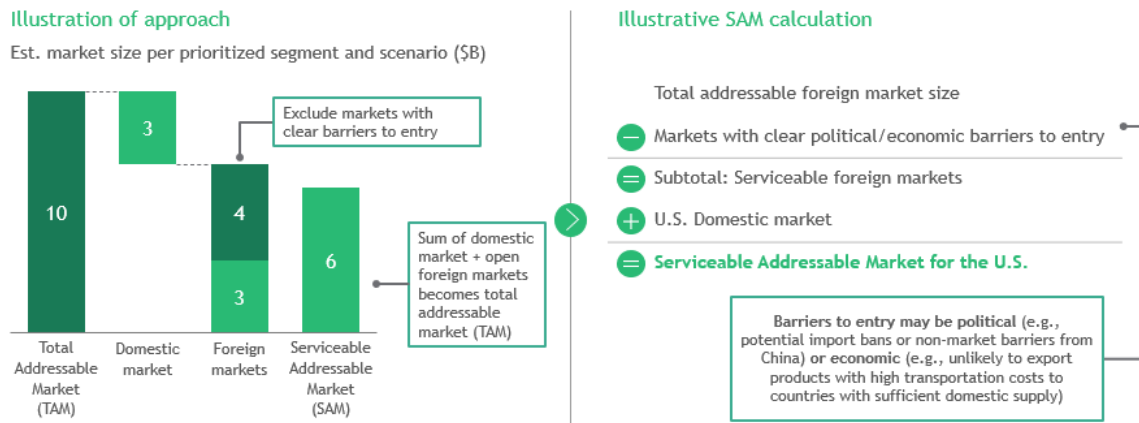 Illustration of approach
Est. market size per prioritized segment and scenario ($B)
10
3
4
3
6
Exclude markets with
clear barriers to entry
Sum of domestic
market + open
foreign markets
becomes total
addressable
market (TAM)
Total
Addressable
Market
(TAM)
Domestic
market
Foreign
markets
Serviceable
Addressable
Market
(SAM)
Illustrative SAM calculation
Total addressable foreign market size
− Markets with clear political/economic barriers to entry
= Subtotal: Serviceable foreign markets
+ U.S. Domestic market
= Serviceable Addressable Market for the U.S.
Barriers to entry may be political (e.g.,
potential import bans or non-market barriers from
China) or economic (e.g., unlikely to export
products with high transportation costs to
countries with sufficient domestic supply)